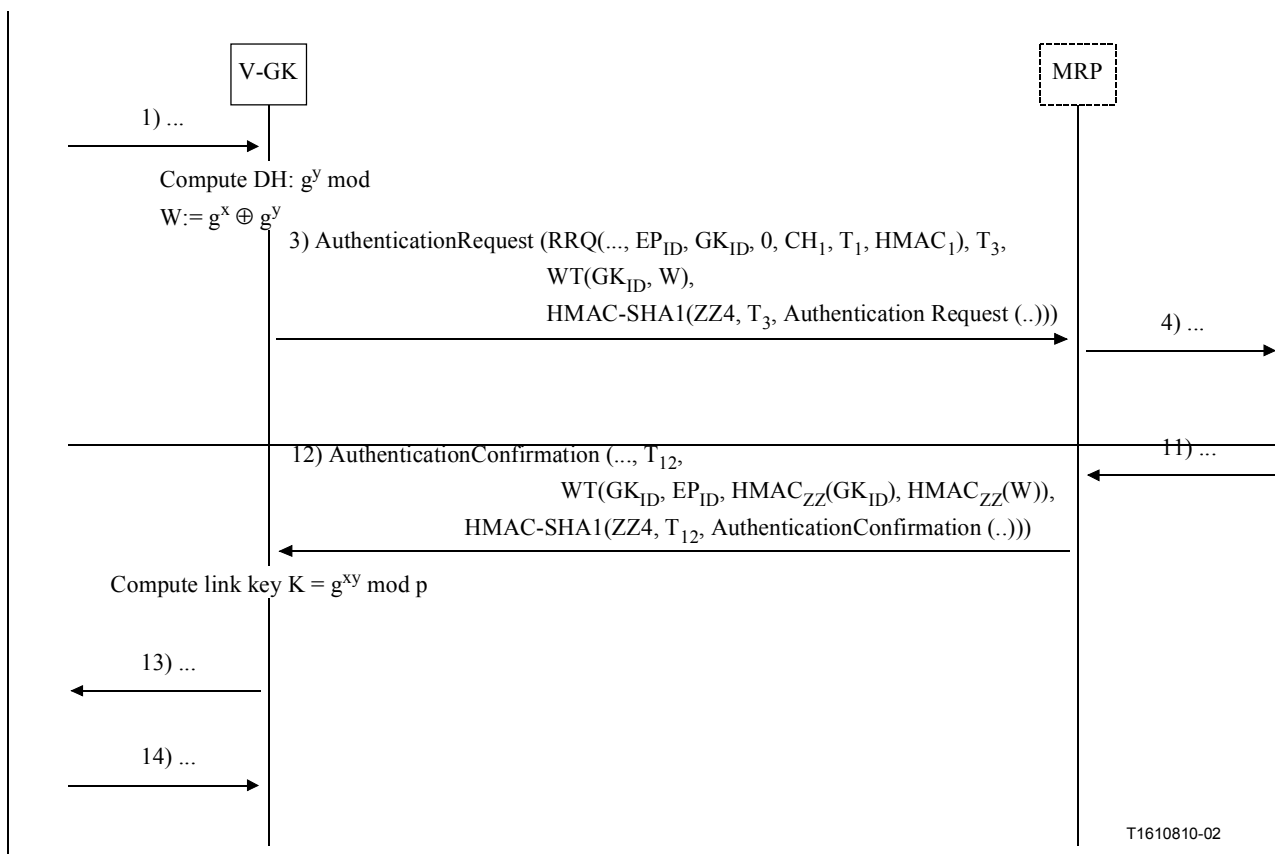 V-GK
MRP
1) ...
Compute DH: g^y mod
W:= g^x ⊕ g^y
3) AuthenticationRequest (RRQ(..., EP_ID, GK_ID, 0, CH_1, T_1, HMAC_1), T_3,
WT(GK_ID, W),
HMAC-SHA1(ZZ4, T_3, Authentication Request (..)))
4) ...
12) AuthenticationConfirmation (..., T_12,
11) ...
WT(GK_ID, EP_ID, HMAC_ZZ(GK_ID), HMAC_ZZ(W)),
HMAC-SHA1(ZZ4, T_12, AuthenticationConfirmation (..)))
Compute link key K = g^xy mod p
13) ...
14) ...
T1610810-02